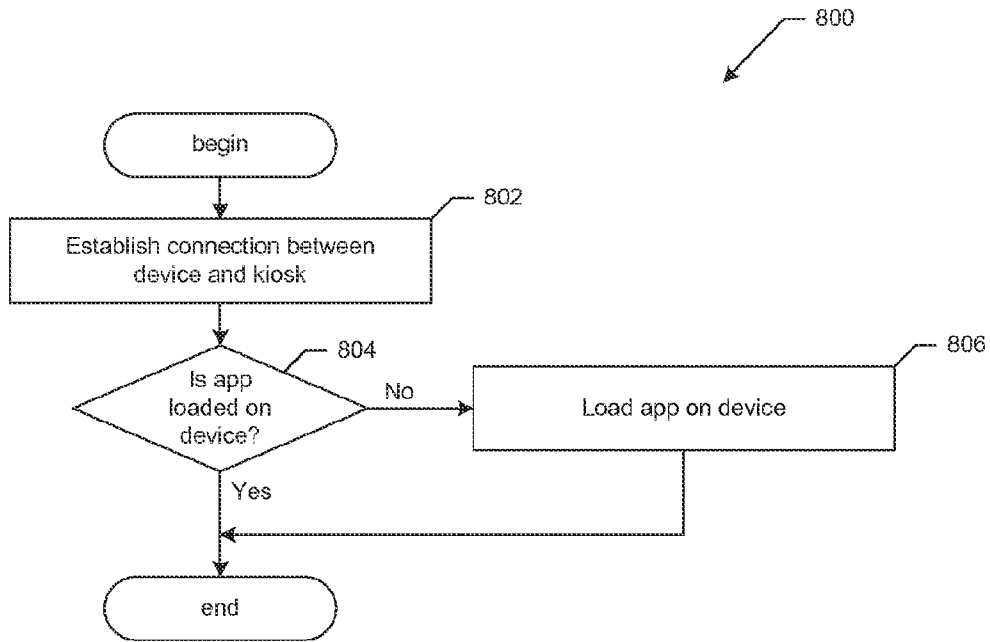 800
begin
802
Establish connection between
device and kiosk
804
Is app
loaded on
device?
No
806
Load app on device
Yes
end